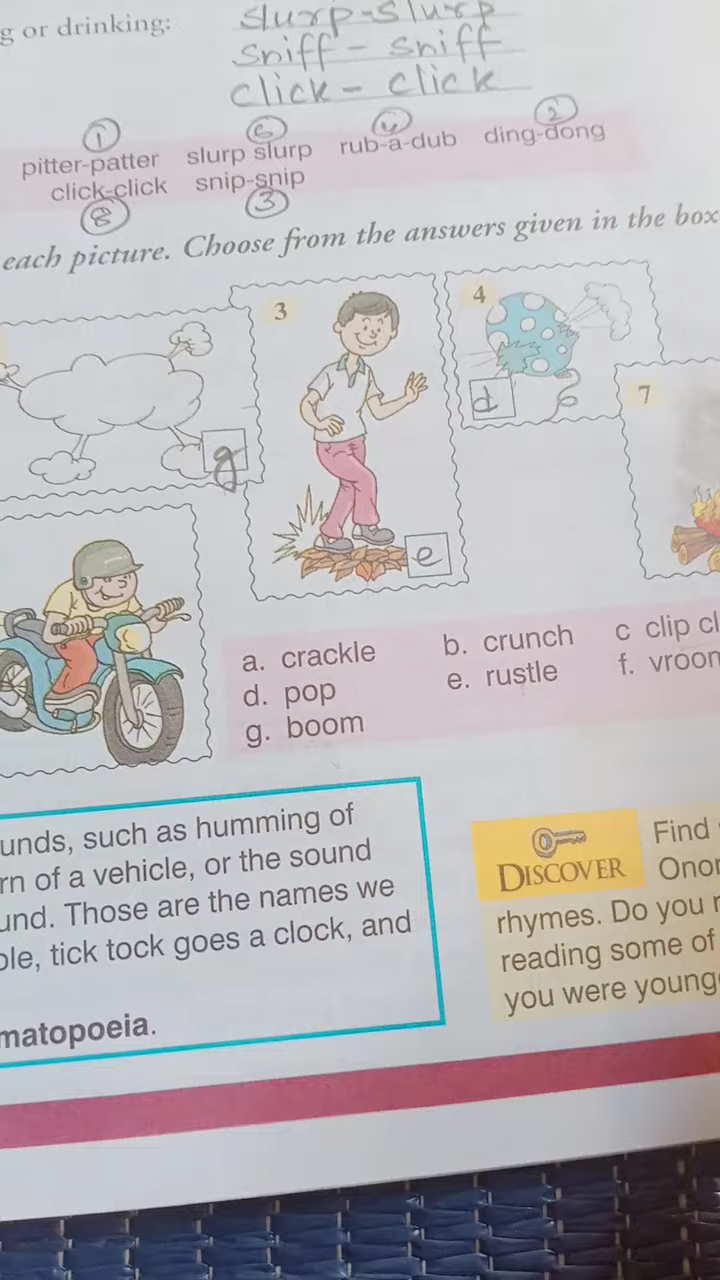 g or drinking:
slurp-slurp
sniff - sniff
click - click
1 6 4 2
pitter-patter slurp slurp rub-a-dub ding-dong
click-click snip-snip
8 3
each picture. Choose from the answers given in the box
3
4
d
7
g
e
a. crackle b. crunch c clip cl
d. pop e. rustle f. vroom
g. boom
unds, such as humming of
rn of a vehicle, or the sound
und. Those are the names we
ole, tick tock goes a clock, and
matopoeia.
Find
DISCOVER Onor
rhymes. Do you r
reading some of
you were young